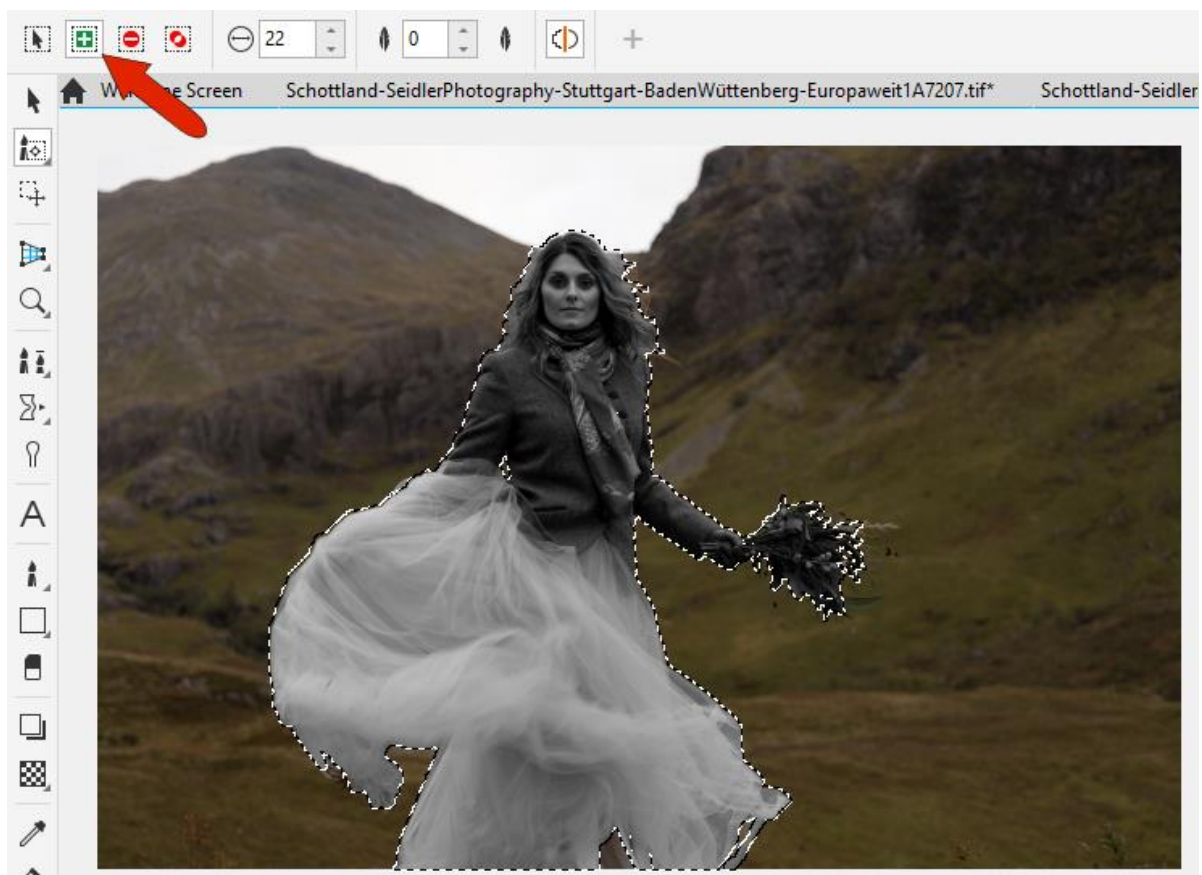 22
0
Screen
Schottland-SeidlerPhotography-Stuttgart-BadenWüttenberg-Europaweit1A7207.tif*
Schottland-Seidler
A